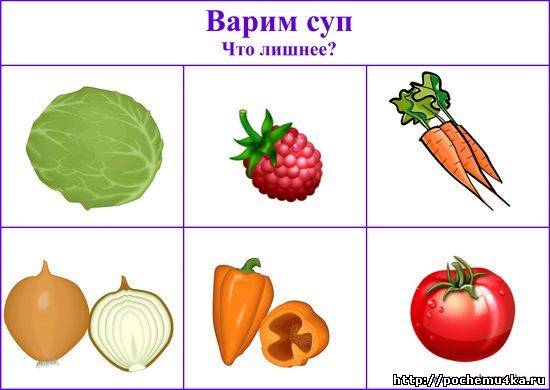 Варим суп
Что лишнее?
http://pochemu4ka.ru/